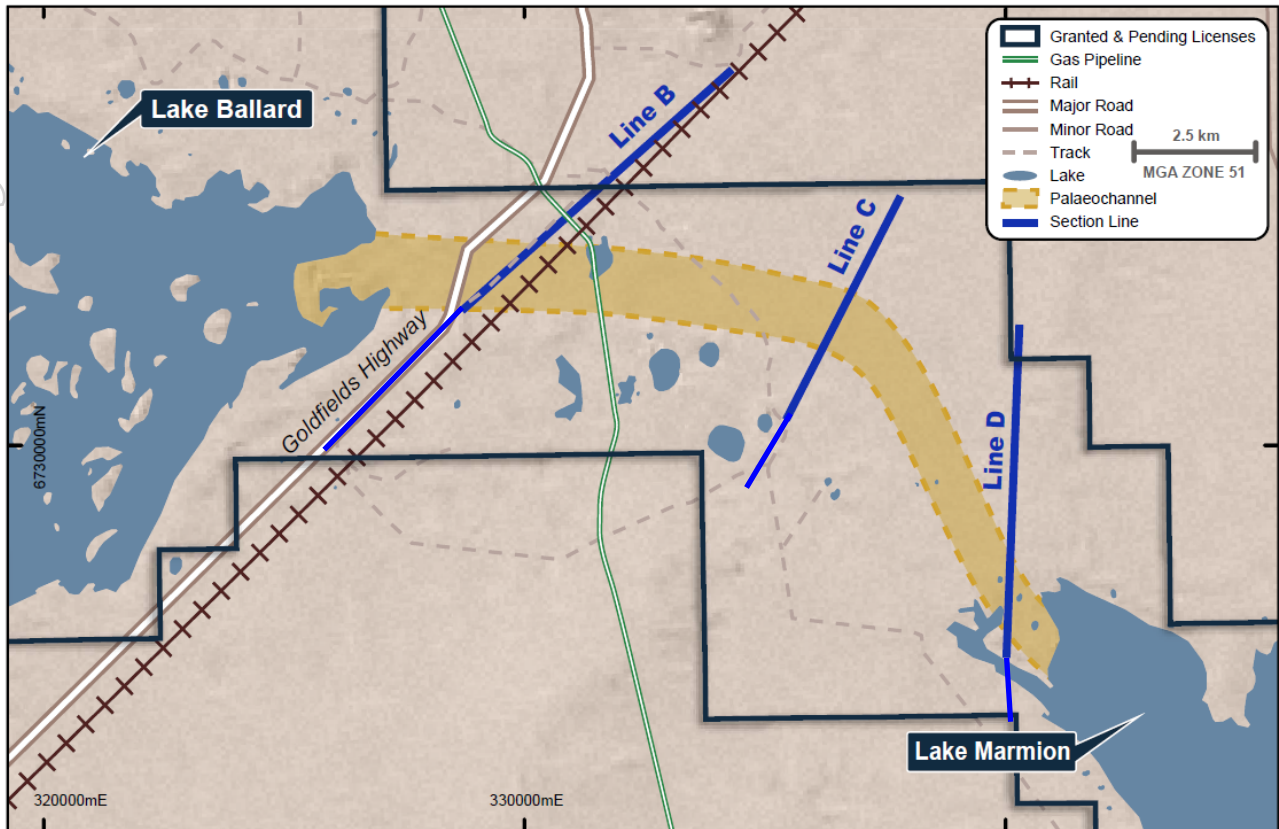 Lake Ballard
Line B
Granted & Pending Licenses
Gas Pipeline
Rail
Major Road
Minor Road
Track
Lake
Palaeochannel
Section Line
2.5 km
MGA ZONE 51
Line C
Goldfields Highway
6730000mN
Line D
Lake Marmion
320000mE
330000mE